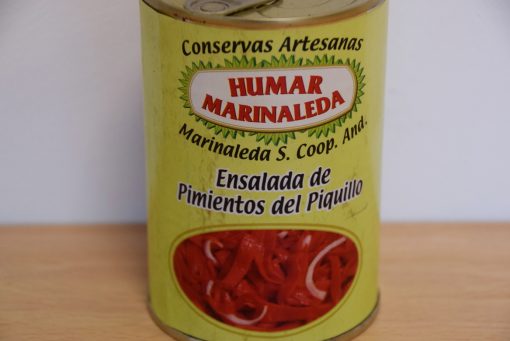 Conservas Artesanas
HUMAR
MARINALEDA
Marinaleda S. Coop. And.
Ensalada de
Pimientos del Piquillo